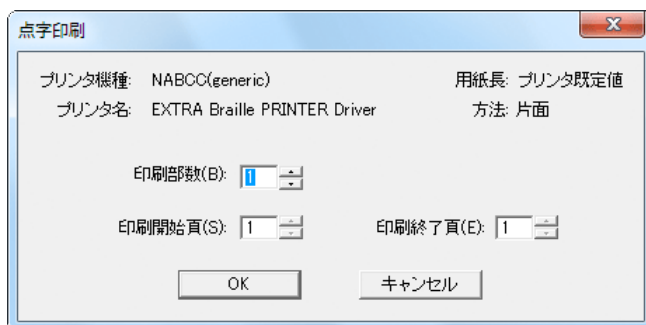 点字印刷
プリンタ機種: NABCC(generic) 用紙長: プリンタ既定値
プリンタ名: EXTRA Braille PRINTER Driver 方法: 片面
印刷部数(B): 1
印刷開始頁(S): 1 印刷終了頁(E): 1
OK キャンセル